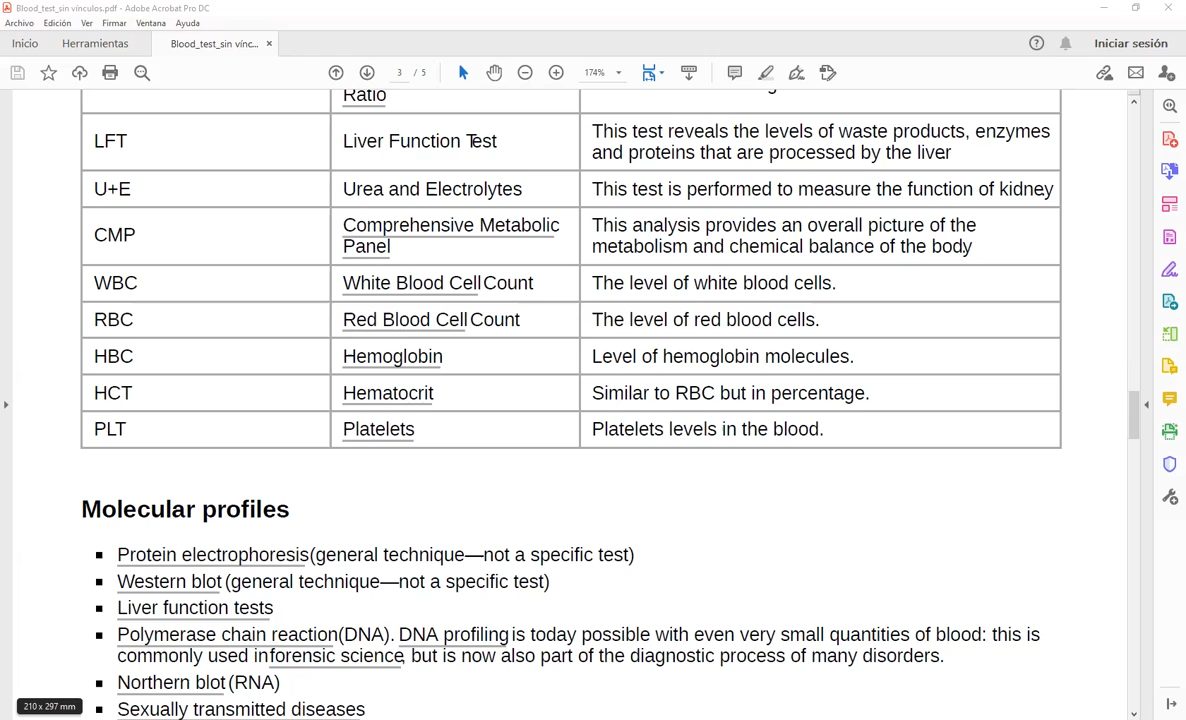 Blood_test_sin vínculos.pdf - Adobe Acrobat Pro DC
Archivo Edición Ver Firmar Ventana Ayuda
Inicio Herramientas Blood_test_sin vínc... × Iniciar sesión
3 / 5 174%
Ratio
LFT Liver Function Test This test reveals the levels of waste products, enzymes
and proteins that are processed by the liver
U+E Urea and Electrolytes This test is performed to measure the function of kidney
CMP Comprehensive Metabolic
Panel This analysis provides an overall picture of the
metabolism and chemical balance of the body
WBC White Blood Cell Count The level of white blood cells.
RBC Red Blood Cell Count The level of red blood cells.
HBC Hemoglobin Level of hemoglobin molecules.
HCT Hematocrit Similar to RBC but in percentage.
PLT Platelets Platelets levels in the blood.
Molecular profiles
▪ Protein electrophoresis (general technique—not a specific test)
▪ Western blot (general technique—not a specific test)
▪ Liver function tests
▪ Polymerase chain reaction (DNA). DNA profiling is today possible with even very small quantities of blood: this is
commonly used in forensic science, but is now also part of the diagnostic process of many disorders.
▪ Northern blot (RNA)
▪ Sexually transmitted diseases
210 x 297 mm